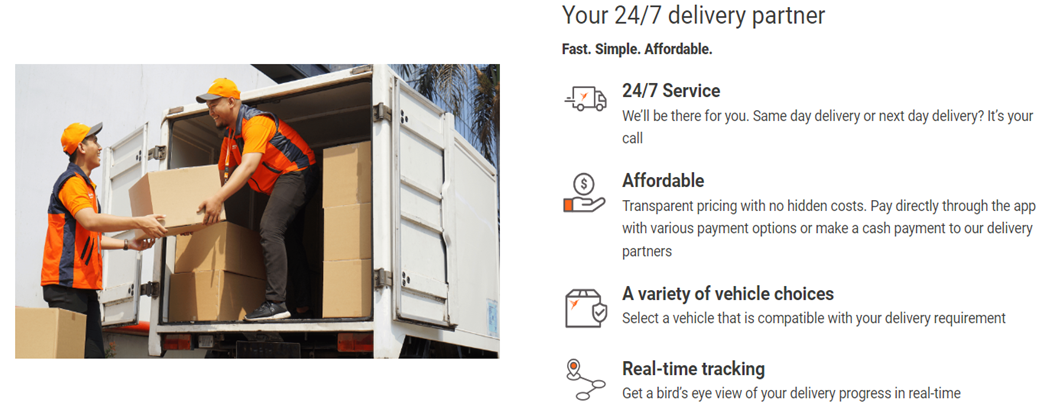 Your 24/7 delivery partner
Fast. Simple. Affordable.
24/7 Service
We'll be there for you. Same day delivery or next day delivery? It's your
call
$
Affordable
Transparent pricing with no hidden costs. Pay directly through the app
with various payment options or make a cash payment to our delivery
partners
A variety of vehicle choices
Select a vehicle that is compatible with your delivery requirement
Real-time tracking
Get a bird's eye view of your delivery progress in real-time